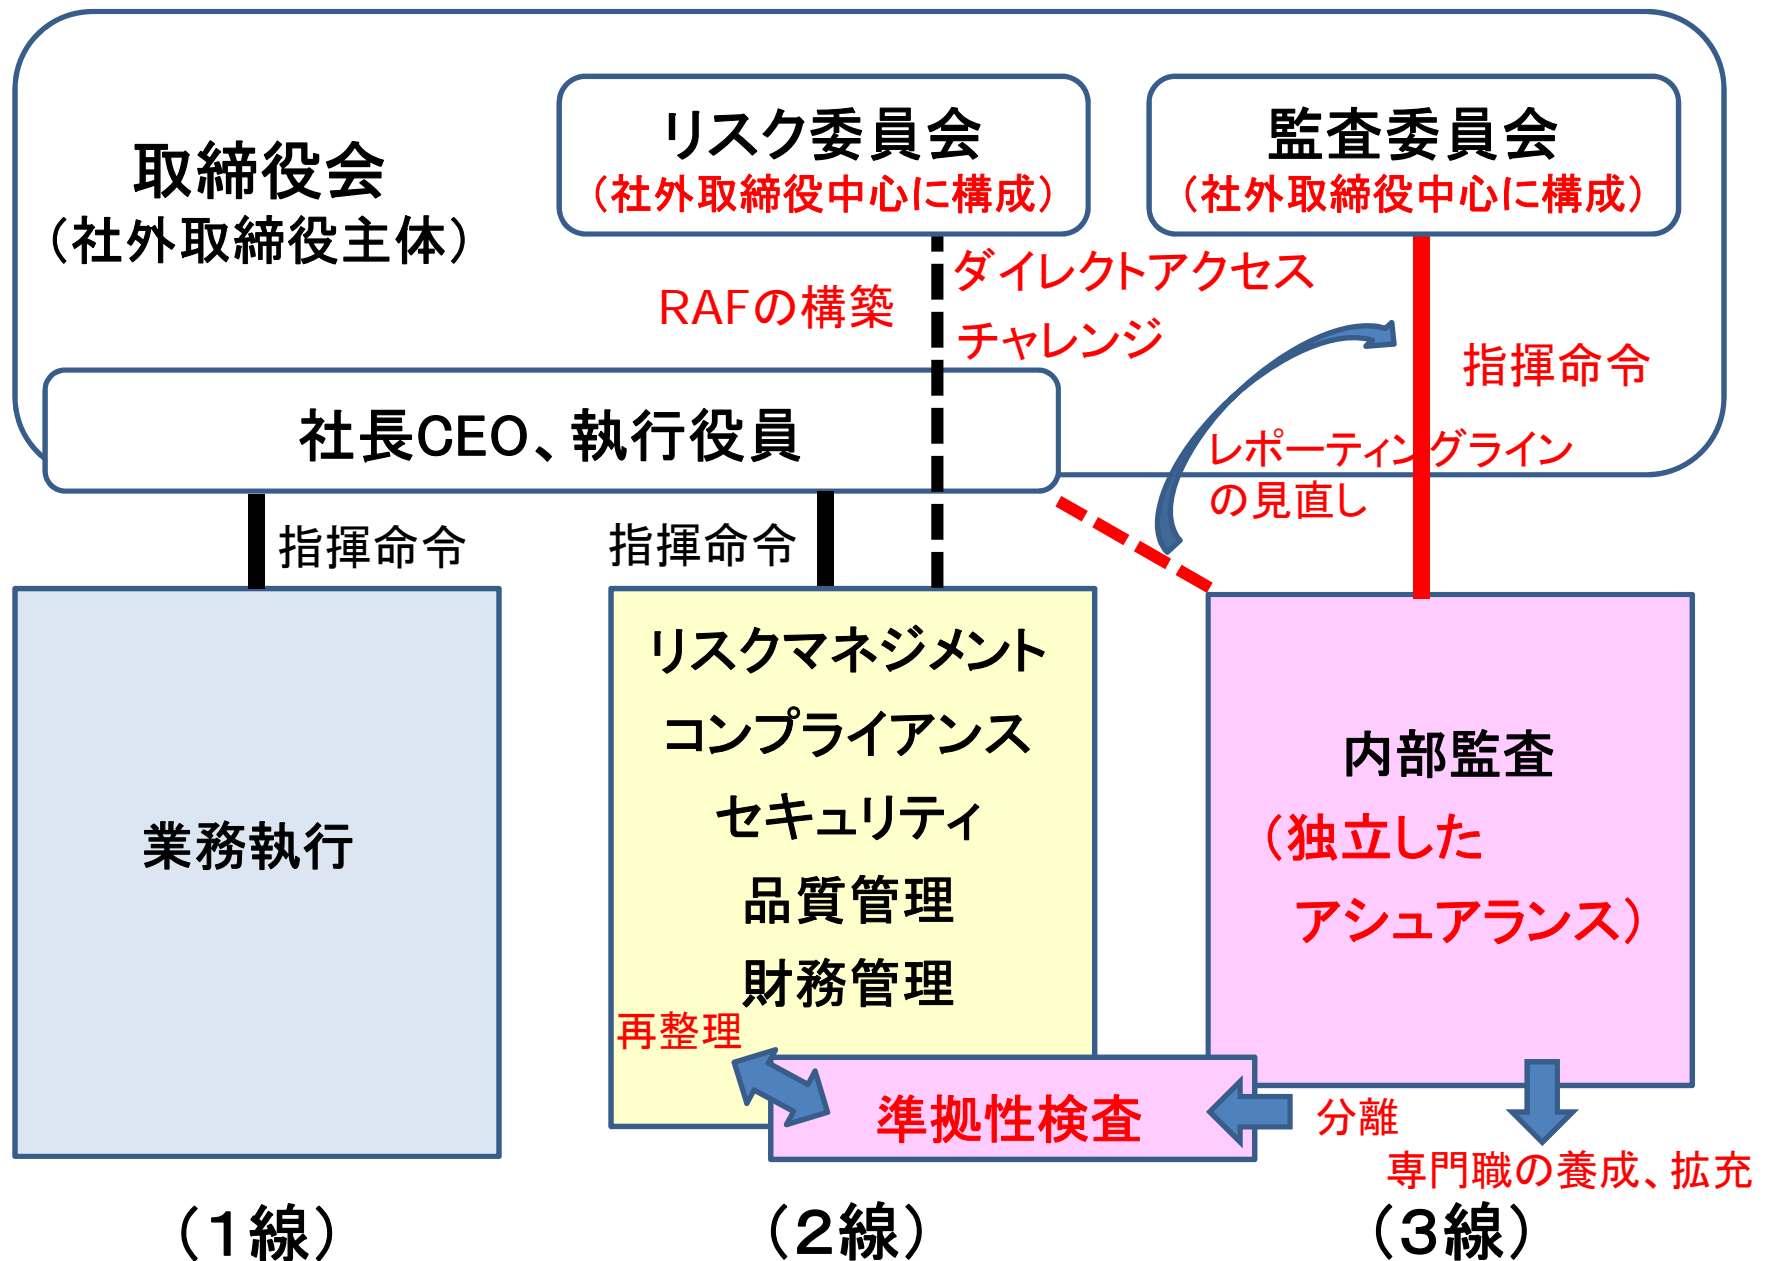 取締役会
（社外取締役主体）
リスク委員会
（社外取締役中心に構成）
監査委員会
（社外取締役中心に構成）
RAFの構築
ダイレクトアクセス
チャレンジ
指揮命令
社長CEO、執行役員
レポーティングライン
の見直し
指揮命令
指揮命令
業務執行
リスクマネジメント
コンプライアンス
セキュリティ
品質管理
財務管理
再整理
内部監査
（独立した
アシュアランス）
準拠性検査
分離
専門職の養成、拡充
（１線）
（２線）
（３線）